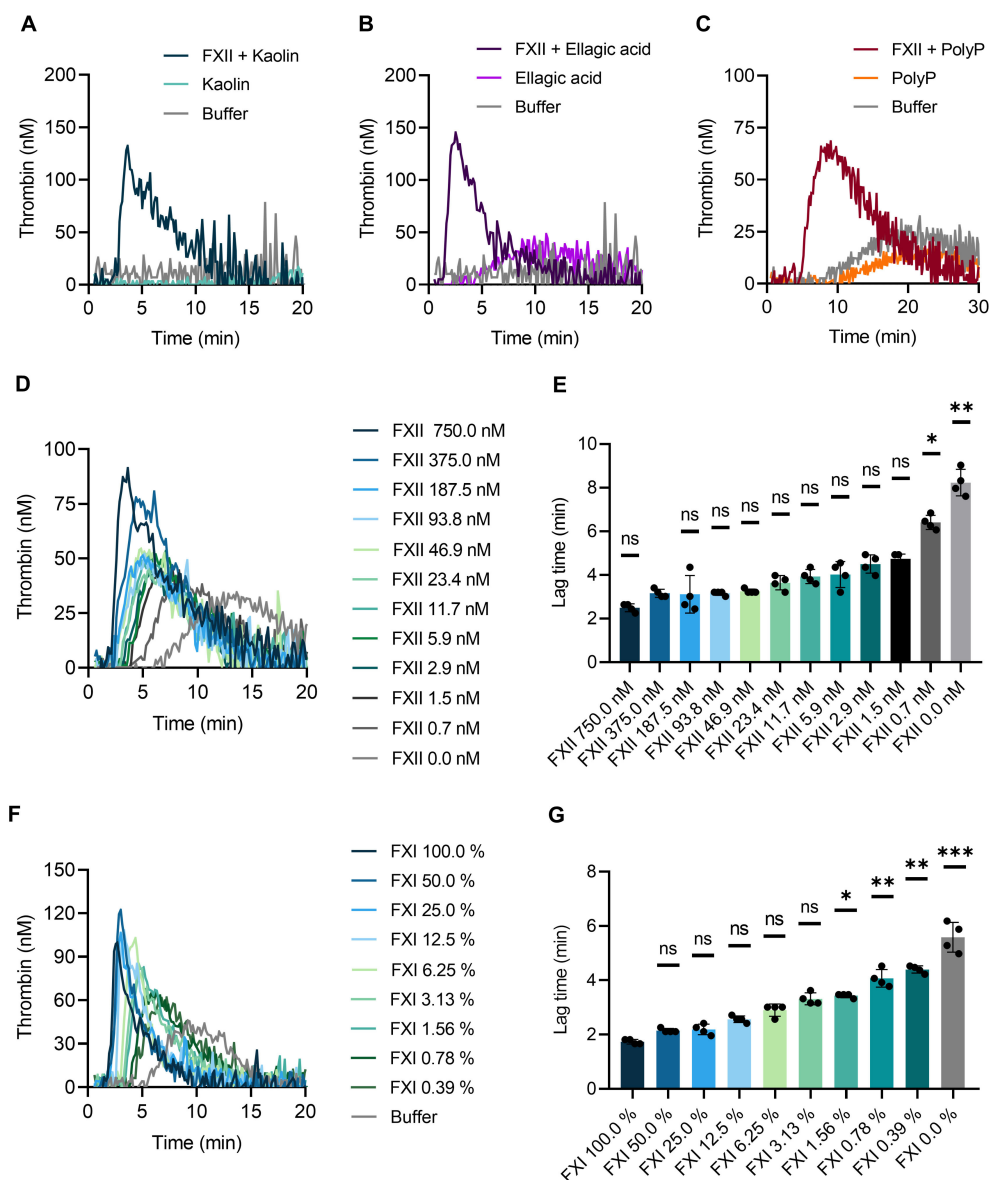 A
FXII + Kaolin
Kaolin
Buffer
200
150
100
50
0
Thrombin (nM)
0 5 10 15 20
Time (min)
B
FXII + Ellagic acid
Ellagic acid
Buffer
200
150
100
50
0
Thrombin (nM)
0 5 10 15 20
Time (min)
C
FXII + PolyP
PolyP
Buffer
100
75
50
25
0
Thrombin (nM)
0 10 20 30
Time (min)
D
100
75
50
25
0
Thrombin (nM)
0 5 10 15 20
Time (min)
FXII 750.0 nM
FXII 375.0 nM
FXII 187.5 nM
FXII 93.8 nM
FXII 46.9 nM
FXII 23.4 nM
FXII 11.7 nM
FXII 5.9 nM
FXII 2.9 nM
FXII 1.5 nM
FXII 0.7 nM
FXII 0.0 nM
E
10
8
6
4
2
0
Lag time (min)
ns ns ns ns ns ns ns ns ns * **
FXII 750.0 nM
FXII 375.0 nM
FXII 187.5 nM
FXII 93.8 nM
FXII 46.9 nM
FXII 23.4 nM
FXII 11.7 nM
FXII 5.9 nM
FXII 2.9 nM
FXII 1.5 nM
FXII 0.7 nM
FXII 0.0 nM
F
150
120
90
60
30
0
Thrombin (nM)
0 5 10 15 20
Time (min)
FXI 100.0 %
FXI 50.0 %
FXI 25.0 %
FXI 12.5 %
FXI 6.25 %
FXI 3.13 %
FXI 1.56 %
FXI 0.78 %
FXI 0.39 %
Buffer
G
8
6
4
2
0
Lag time (min)
ns ns ns ns ns * ** ** ***
FXI 100.0 %
FXI 50.0 %
FXI 25.0 %
FXI 12.5 %
FXI 6.25 %
FXI 3.13 %
FXI 1.56 %
FXI 0.78 %
FXI 0.39 %
FXI 0.0 %